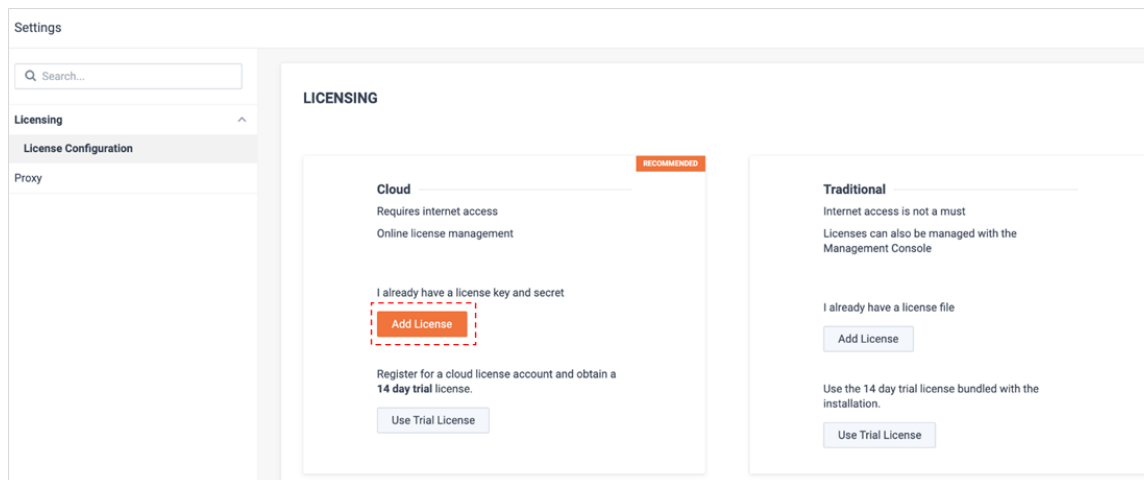 Settings
Search...
Licensing
License Configuration
Proxy
LICENSING
RECOMMENDED
Cloud
Requires internet access
Online license management
I already have a license key and secret
Add License
Register for a cloud license account and obtain a
14 day trial license.
Use Trial License
Traditional
Internet access is not a must
Licenses can also be managed with the
Management Console
I already have a license file
Add License
Use the 14 day trial license bundled with the
installation.
Use Trial License